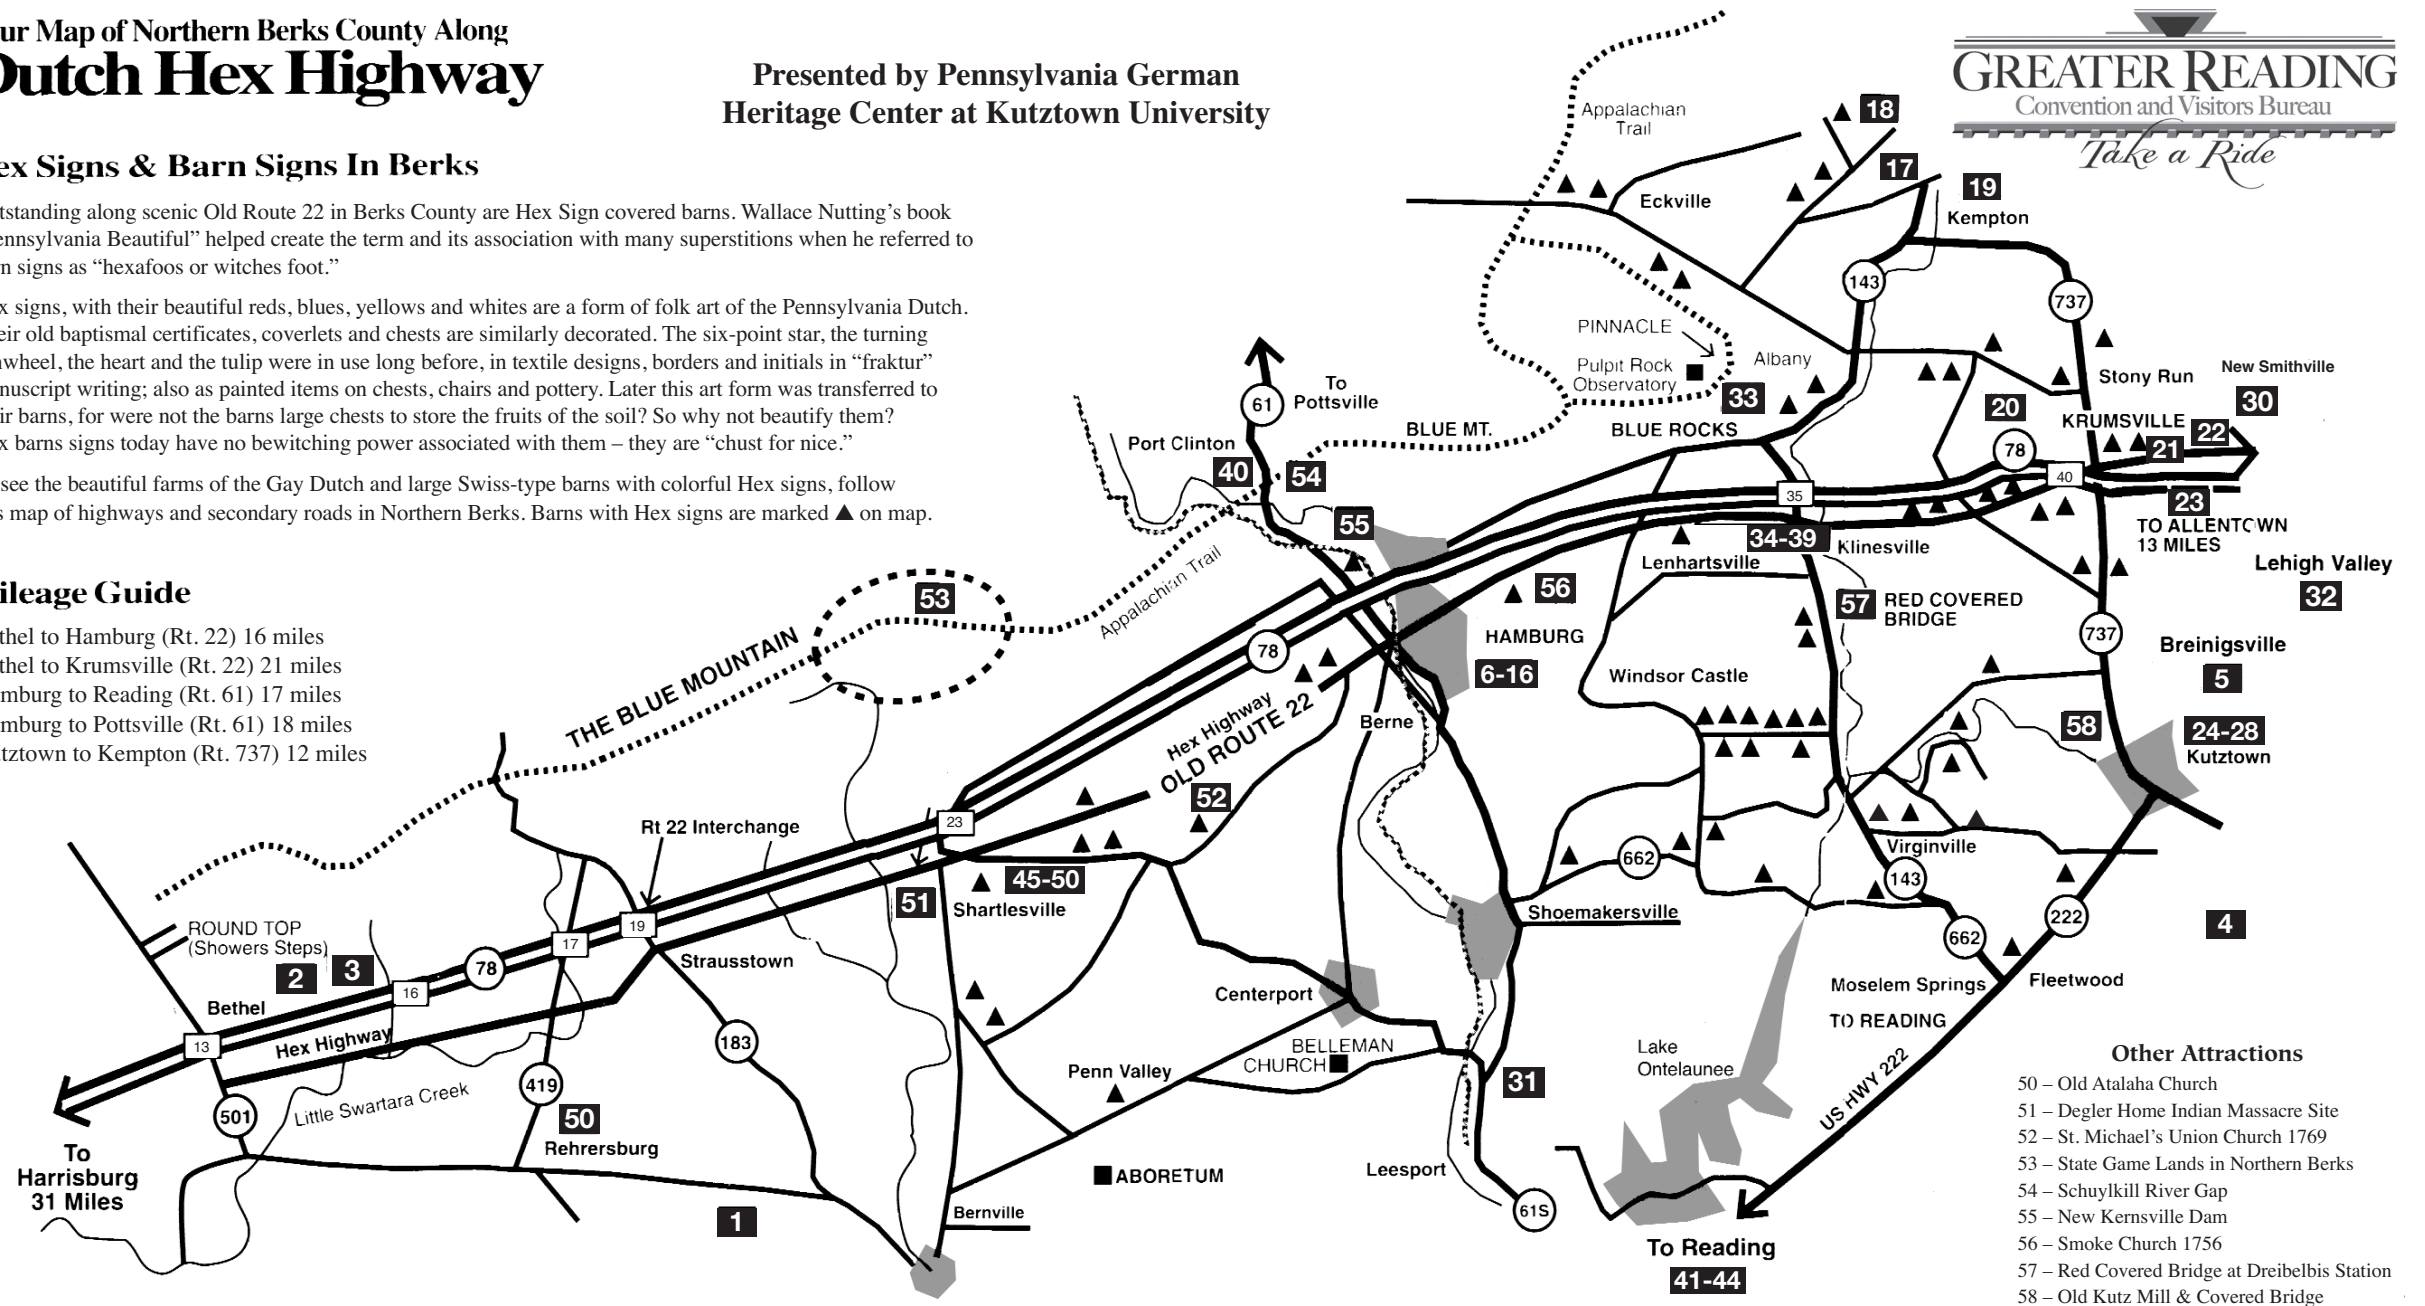 ur Map of Northern Berks County Along
Dutch Hex Highway
Presented by Pennsylvania German
Heritage Center at Kutztown University
GREATER READING
Convention and Visitors Bureau
Take a Ride
ex Signs & Barn Signs In Berks
tstanding along scenic Old Route 22 in Berks County are Hex Sign covered barns. Wallace Nutting’s book
ennsylvania Beautiful” helped create the term and its association with many superstitions when he referred to
rn signs as “hexafoos or witches foot.”
x signs, with their beautiful reds, blues, yellows and whites are a form of folk art of the Pennsylvania Dutch.
eir old baptismal certificates, coverlets and chests are similarly decorated. The six-point star, the turning
nwheel, the heart and the tulip were in use long before, in textile designs, borders and initials in “fraktur”
nuscript writing; also as painted items on chests, chairs and pottery. Later this art form was transferred to
ir barns, for were not the barns large chests to store the fruits of the soil? So why not beautify them?
x barns signs today have no bewitching power associated with them – they are “chust for nice.”
see the beautiful farms of the Gay Dutch and large Swiss-type barns with colorful Hex signs, follow
s map of highways and secondary roads in Northern Berks. Barns with Hex signs are marked ▲ on map.
ileage Guide
thel to Hamburg (Rt. 22) 16 miles
thel to Krumsville (Rt. 22) 21 miles
mburg to Reading (Rt. 61) 17 miles
mburg to Pottsville (Rt. 61) 18 miles
utztown to Kempton (Rt. 737) 12 miles
Appalachian
Trail
18
17
19
Eckville
Kempton
143
737
PINNACLE
Pulpit Rock
Observatory
Albany
33
Stony Run
New Smithville
30
20
KRUMSVILLE
22
21
78
40
23
TO ALLENTOWN
13 MILES
Lehigh Valley
32
61
To
Pottsville
BLUE MT.
BLUE ROCKS
Port Clinton
40
54
55
35
34-39
Klinesville
Lenhartsville
56
57
RED COVERED
BRIDGE
737
Breinigsville
5
HAMBURG
6-16
Windsor Castle
58
24-28
Kutztown
53
Appalachian Trail
THE BLUE MOUNTAIN
78
Hex Highway
OLD ROUTE 22
Berne
52
Rt 22 Interchange
23
662
Virginville
143
45-50
51
Shartlesville
Shoemakersville
222
4
662
ROUND TOP
(Showers Steps)
2
3
19
17
78
16
Strausstown
Bethel
13
Hex Highway
Centerport
Moselem Springs
Fleetwood
TO READING
183
BELLEMAN
CHURCH
Penn Valley
31
Lake
Ontelaunee
US HWY 222
419
501
Little Swartara Creek
50
Rehrersburg
To
Harrisburg
31 Miles
ABORETUM
Leesport
1
Bernville
61S
To Reading
41-44
Other Attractions
50 – Old Atalaha Church
51 – Degler Home Indian Massacre Site
52 – St. Michael’s Union Church 1769
53 – State Game Lands in Northern Berks
54 – Schuylkill River Gap
55 – New Kernsville Dam
56 – Smoke Church 1756
57 – Red Covered Bridge at Dreibelbis Station
58 – Old Kutz Mill & Covered Bridge